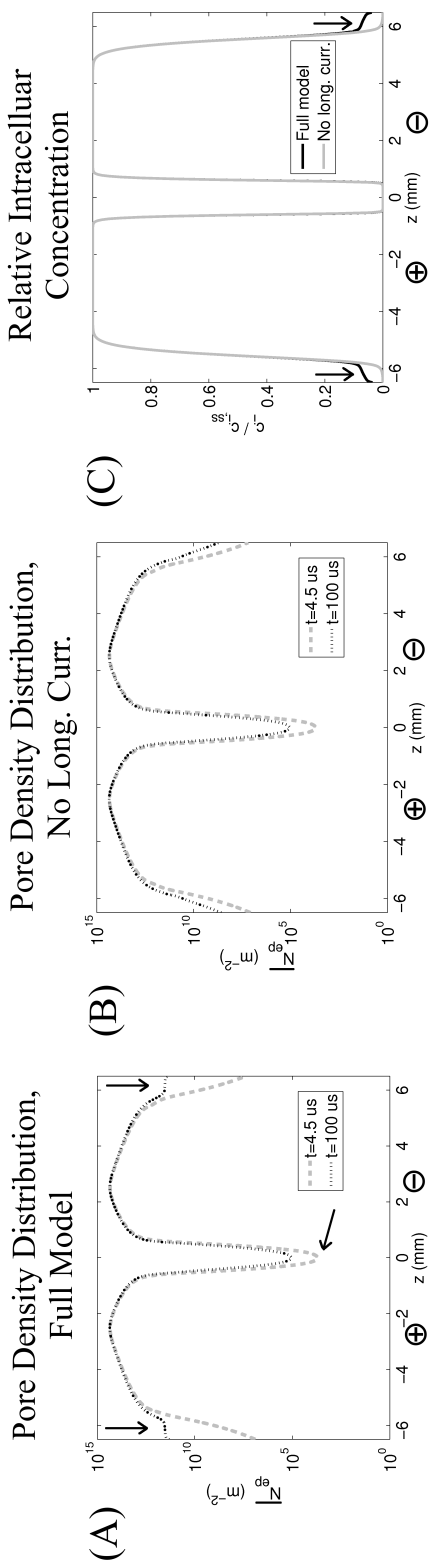 (A)
Pore Density Distribution,
Full Model
10^15
10^10
10^5
10^0
N_ep (m⁻²)
t=4.5 us
t=100 us
−6 −4 −2 0 2 4 6
z (mm)
⊕ ⊖
(B)
Pore Density Distribution,
No Long. Curr.
10^15
10^10
10^5
10^0
N_ep (m⁻²)
t=4.5 us
t=100 us
−6 −4 −2 0 2 4 6
z (mm)
⊕ ⊖
(C)
Relative Intracelluar
Concentration
1
0.8
0.6
0.4
0.2
0
c_i / c_i,ss
Full model
No long. curr.
−6 −4 −2 0 2 4 6
z (mm)
⊕ ⊖